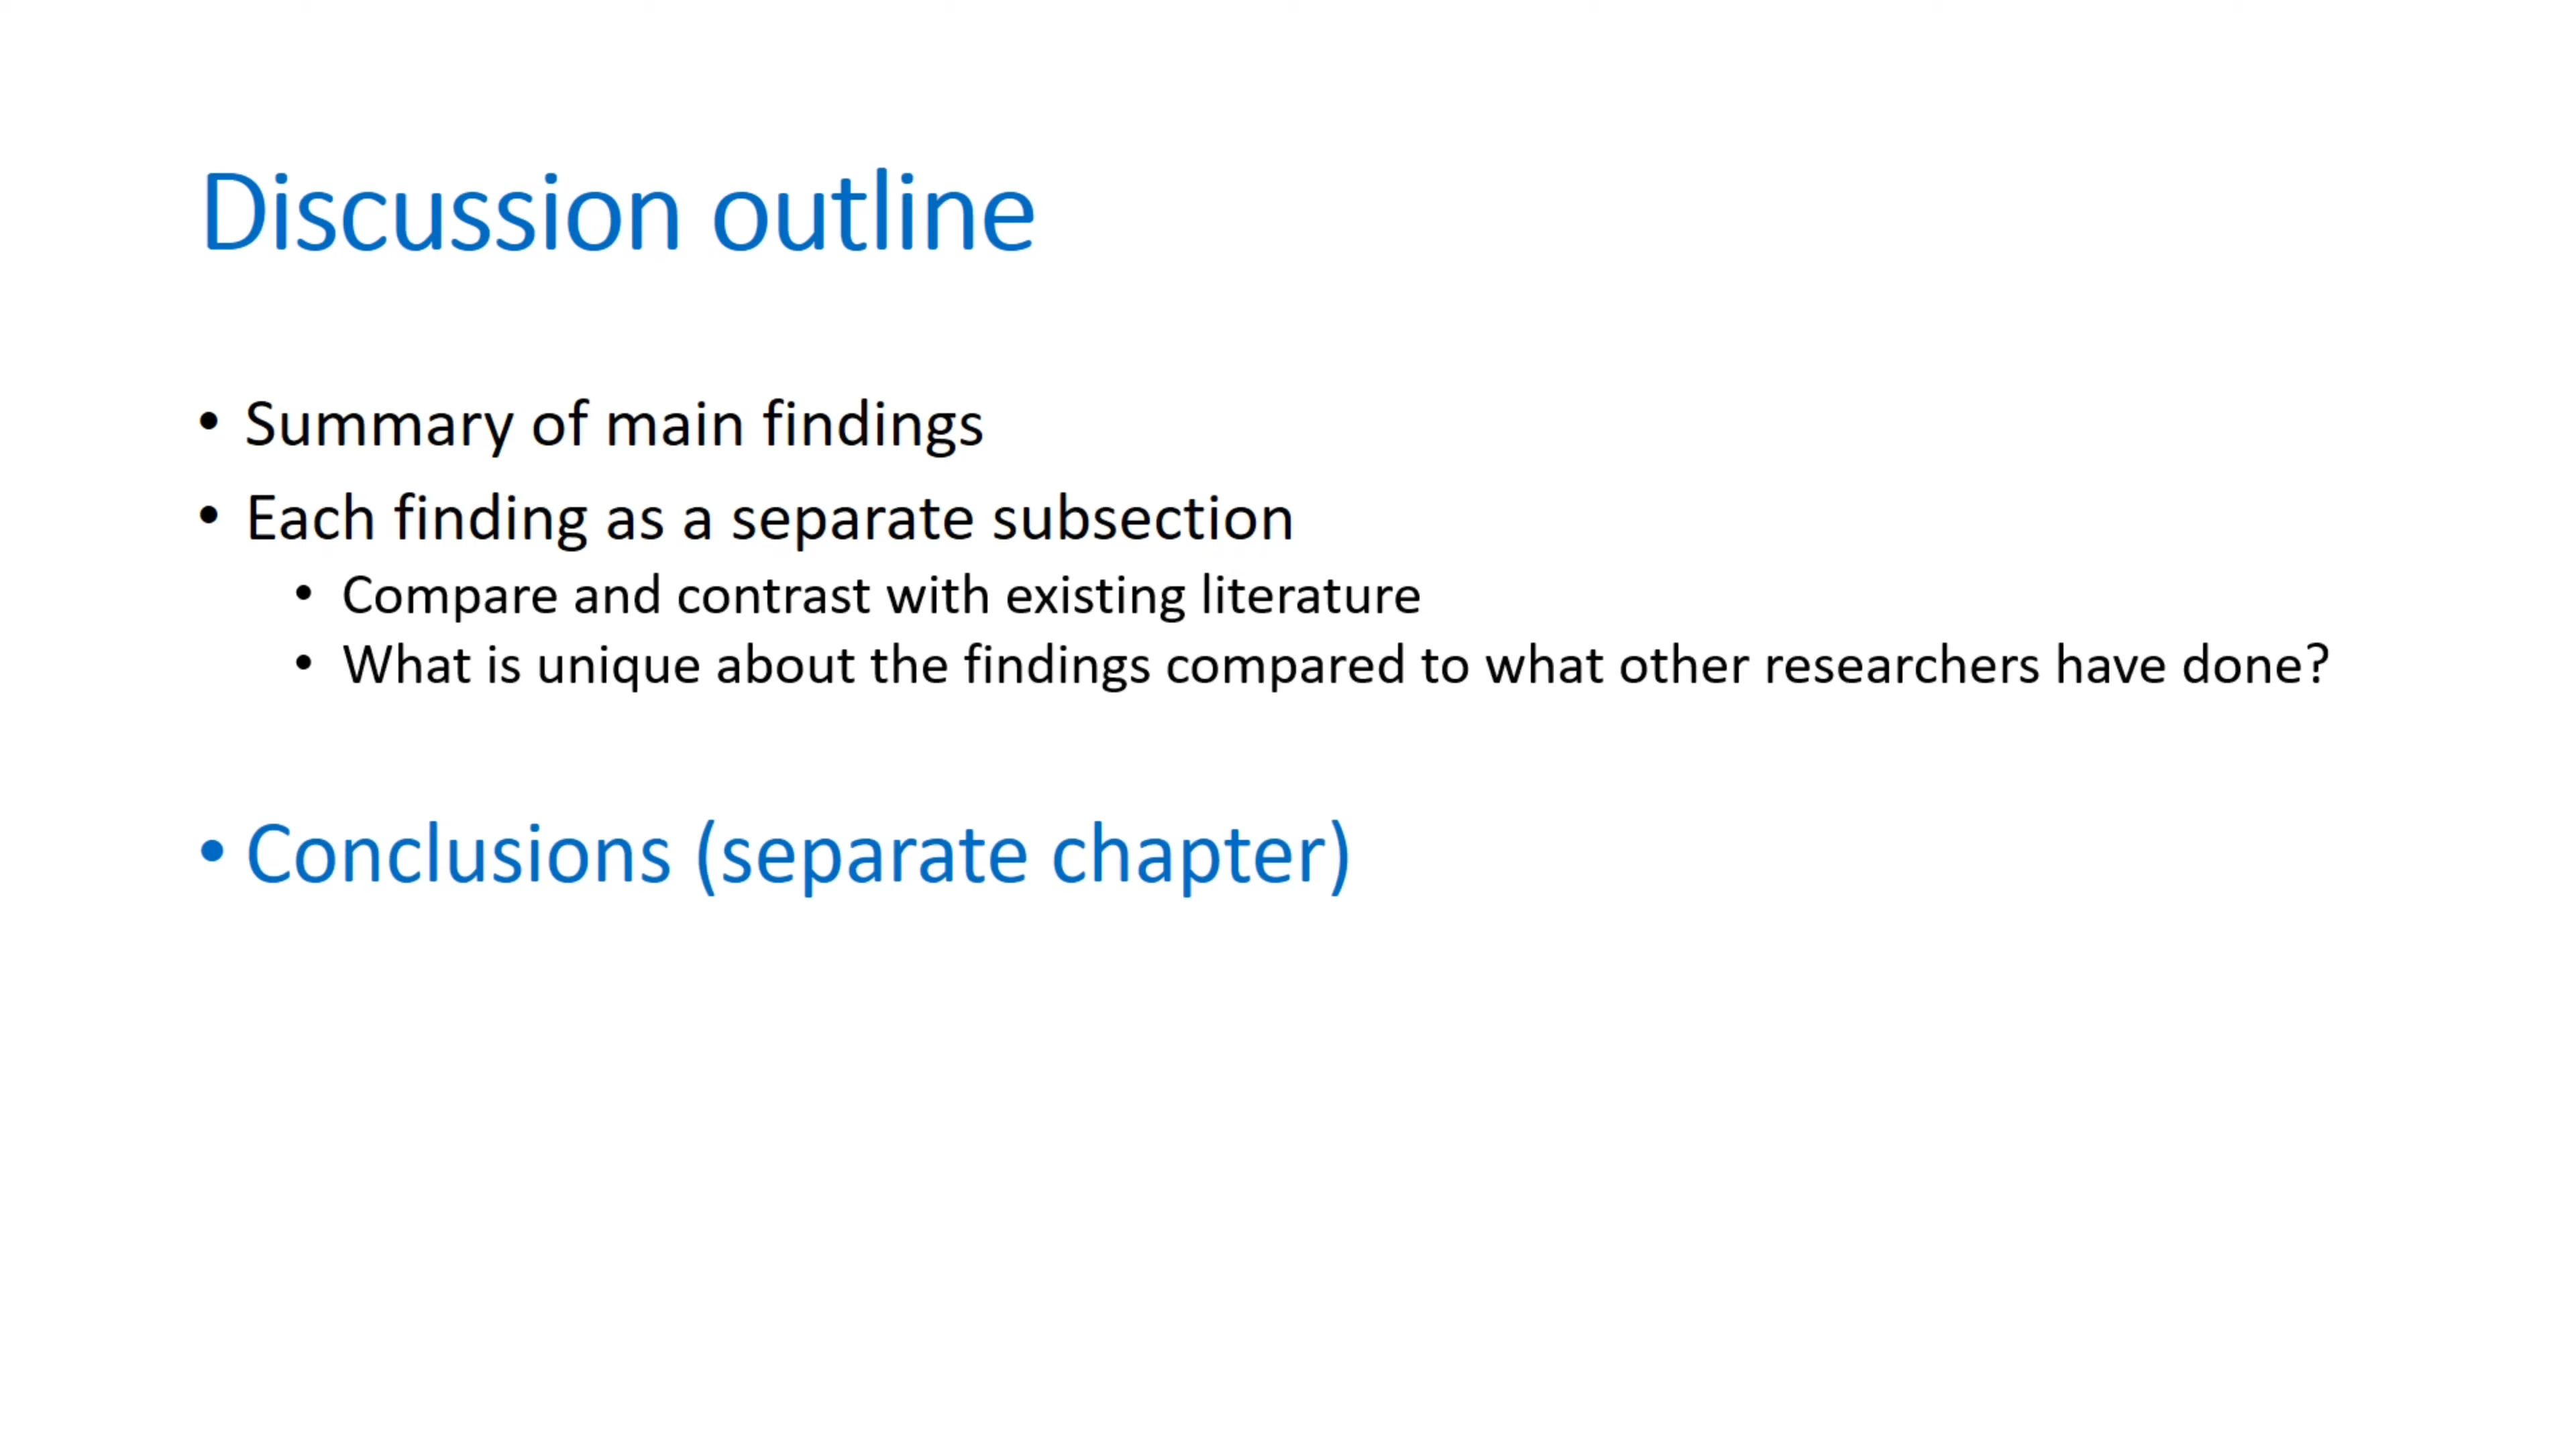 Discussion outline
• Summary of main findings
• Each finding as a separate subsection
• Compare and contrast with existing literature
• What is unique about the findings compared to what other researchers have done?
• Conclusions (separate chapter)